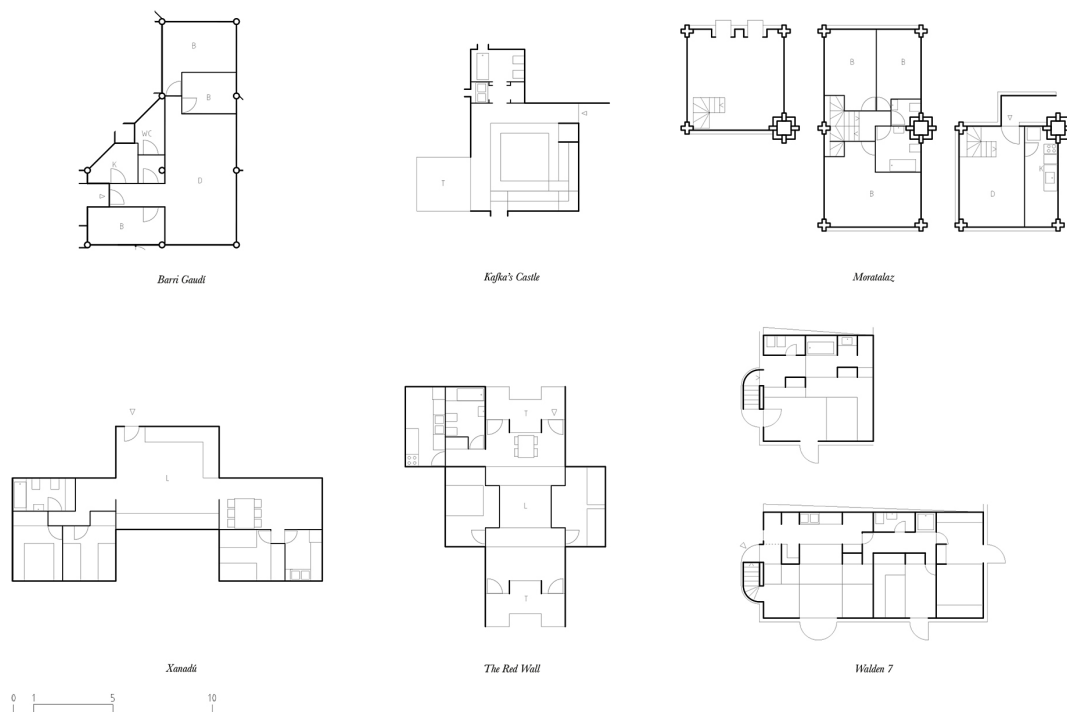 B
B
WC
K
D
B
Barri Gaudí
T
Kafka's Castle
B
B
B
D
K
Moratalaz
L
Xanadú
T
L
T
The Red Wall
Walden 7
0 1 5 10